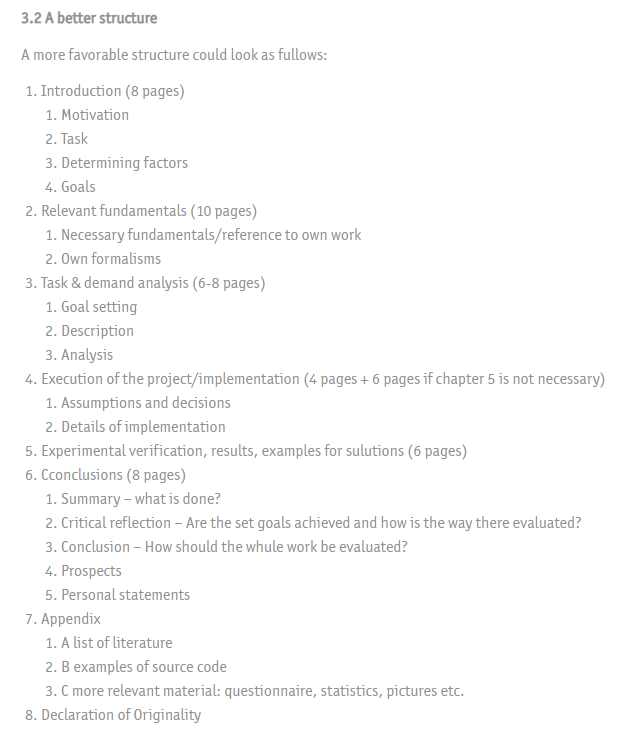 3.2 A better structure
A more favorable structure could look as follows:
1. Introduction (8 pages)
1. Motivation
2. Task
3. Determining factors
4. Goals
2. Relevant fundamentals (10 pages)
1. Necessary fundamentals/reference to own work
2. Own formalisms
3. Task & demand analysis (6-8 pages)
1. Goal setting
2. Description
3. Analysis
4. Execution of the project/implementation (4 pages + 6 pages if chapter 5 is not necessary)
1. Assumptions and decisions
2. Details of implementation
5. Experimental verification, results, examples for sulutions (6 pages)
6. Cconclusions (8 pages)
1. Summary – what is done?
2. Critical reflection – Are the set goals achieved and how is the way there evaluated?
3. Conclusion – How should the whule work be evaluated?
4. Prospects
5. Personal statements
7. Appendix
1. A list of literature
2. B examples of source code
3. C more relevant material: questionnaire, statistics, pictures etc.
8. Declaration of Originality